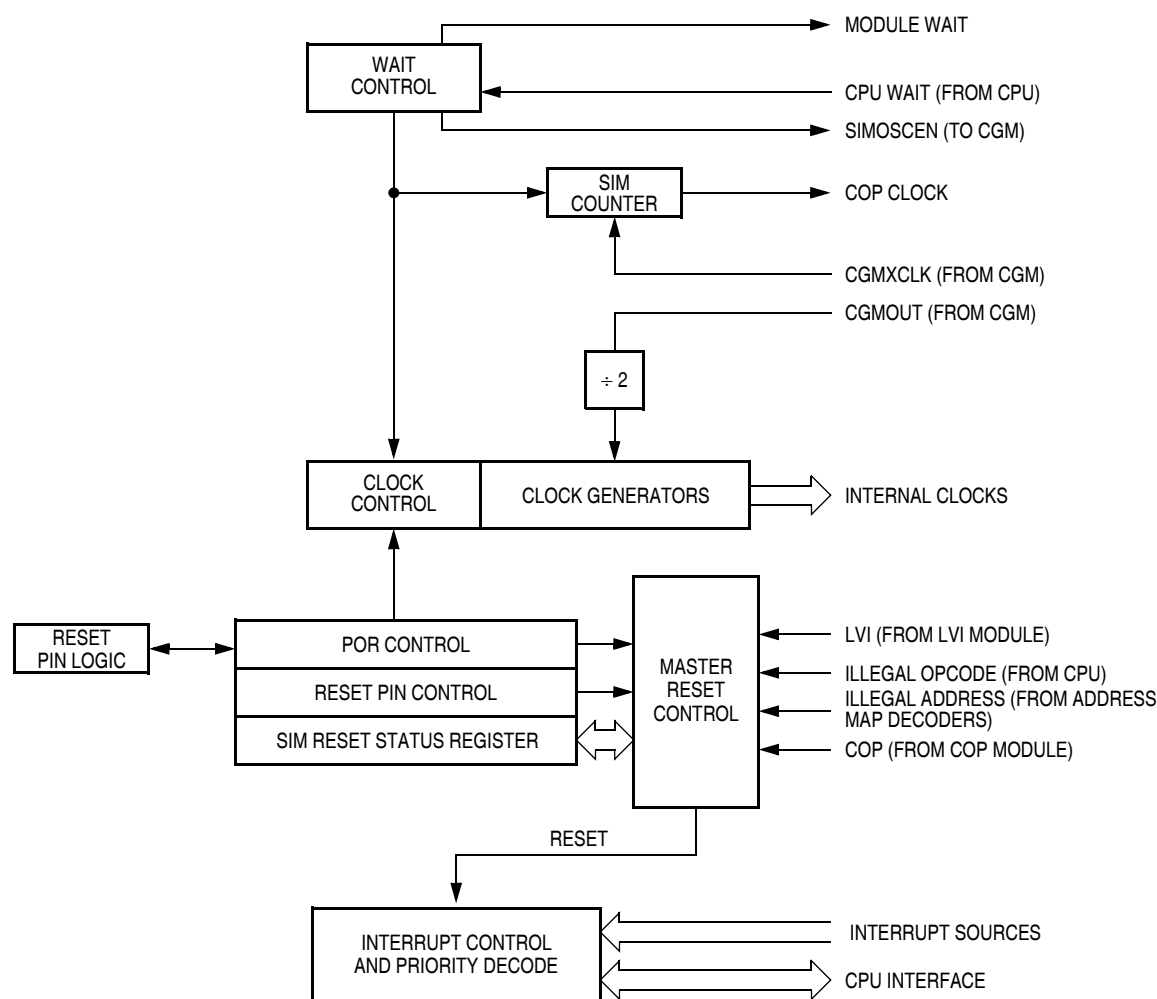 MODULE WAIT
WAIT
CONTROL
CPU WAIT (FROM CPU)
SIMOSCEN (TO CGM)
SIM
COUNTER
COP CLOCK
CGMXCLK (FROM CGM)
CGMOUT (FROM CGM)
÷ 2
CLOCK
CONTROL
CLOCK GENERATORS
INTERNAL CLOCKS
RESET
PIN LOGIC
POR CONTROL
RESET PIN CONTROL
SIM RESET STATUS REGISTER
MASTER
RESET
CONTROL
LVI (FROM LVI MODULE)
ILLEGAL OPCODE (FROM CPU)
ILLEGAL ADDRESS (FROM ADDRESS
MAP DECODERS)
COP (FROM COP MODULE)
RESET
INTERRUPT CONTROL
AND PRIORITY DECODE
INTERRUPT SOURCES
CPU INTERFACE